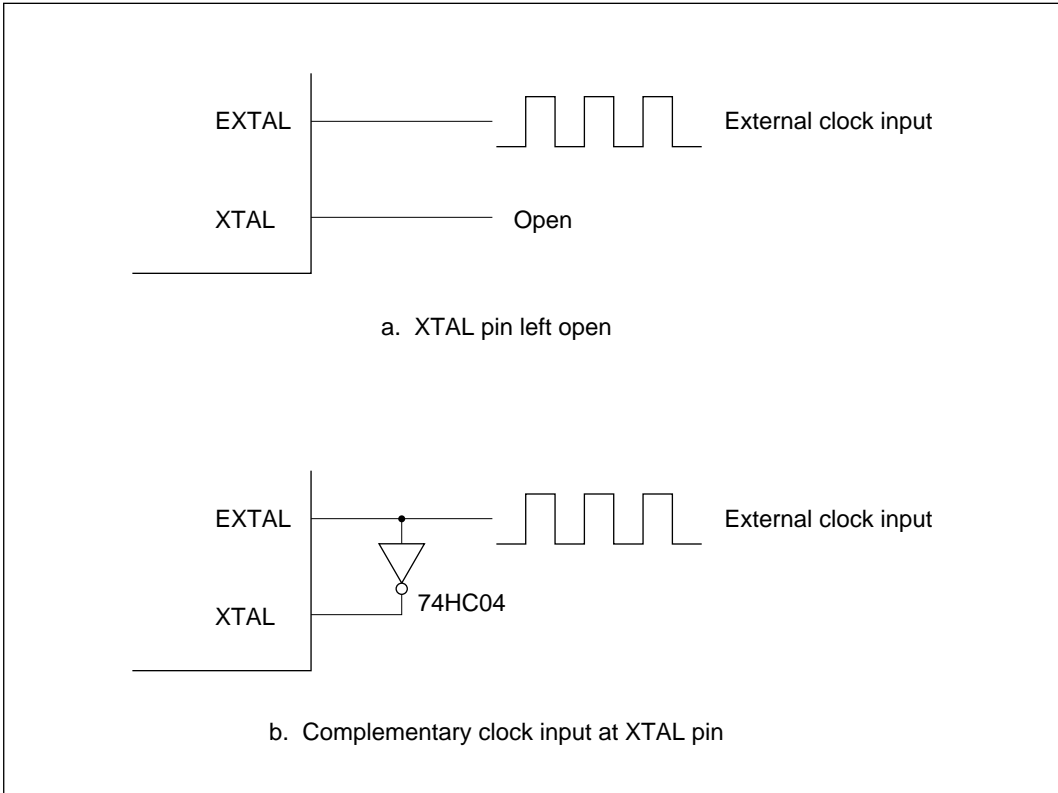 EXTAL
External clock input
XTAL
Open
a. XTAL pin left open
EXTAL
External clock input
74HC04
XTAL
b. Complementary clock input at XTAL pin